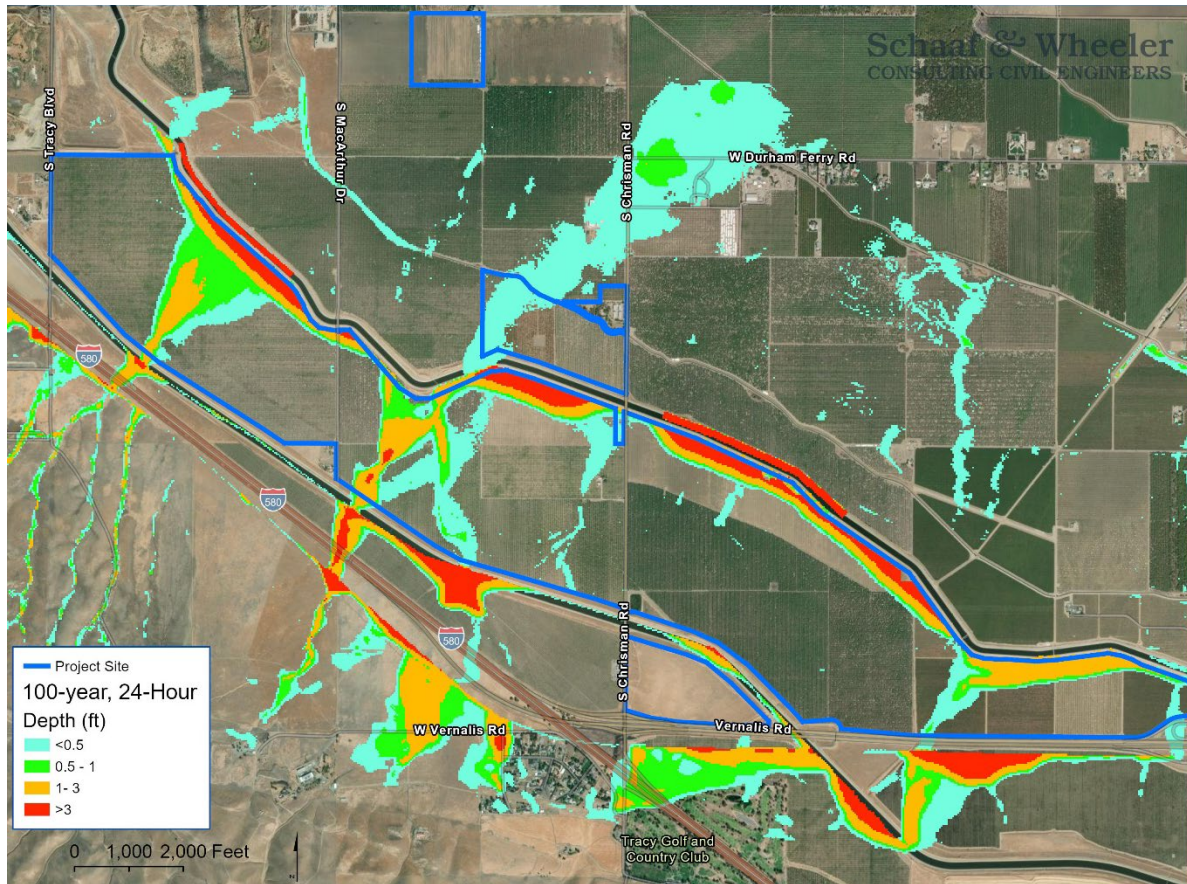 Schaaf & Wheeler
CONSULTING CIVIL ENGINEERS
S Tracy Blvd
S MacArthur Dr
S Chrisman Rd
W Durham Ferry Rd
580
580
580
S Chrisman Rd
W Vernalis Rd
Vernalis Rd
Tracy Golf and
Country Club
Project Site
100-year, 24-Hour
Depth (ft)
<0.5
0.5 - 1
1- 3
>3
0 1,000 2,000 Feet